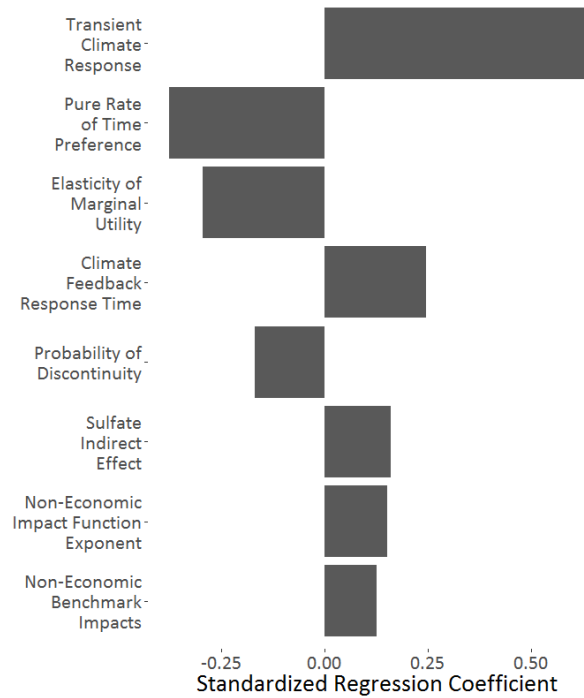 Transient
Climate
Response
Pure Rate
of Time
Preference
Elasticity of
Marginal
Utility
Climate
Feedback
Response Time
Probability of
Discontinuity
Sulfate
Indirect
Effect
Non-Economic
Impact Function
Exponent
Non-Economic
Benchmark
Impacts
-0.25 0.00 0.25 0.50
Standardized Regression Coefficient